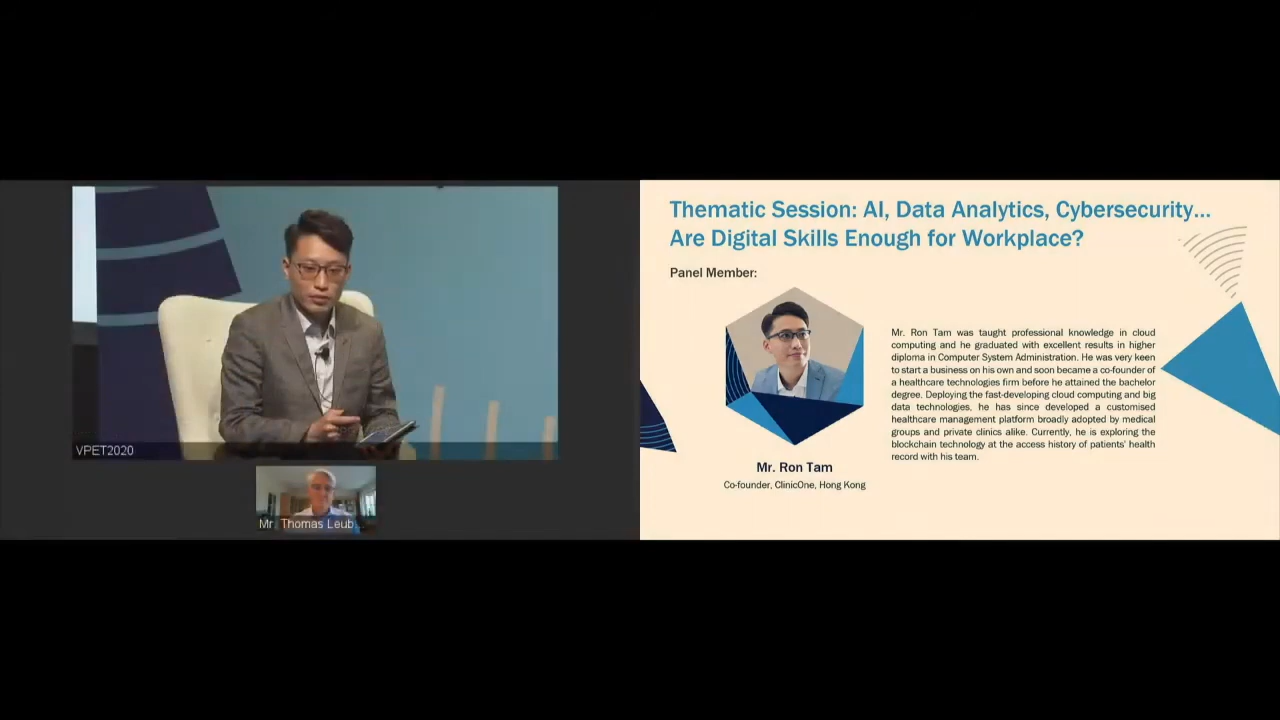 VPET2020
Mr. Thomas Leub...
Thematic Session: AI, Data Analytics, Cybersecurity...
Are Digital Skills Enough for Workplace?
Panel Member:
Mr. Ron Tam
Co-founder, ClinicOne, Hong Kong
Mr. Ron Tam was taught professional knowledge in cloud
computing and he graduated with excellent results in higher
diploma in Computer System Administration. He was very keen
to start a business on his own and soon became a co-founder of
a healthcare technologies firm before he attained the bachelor
degree. Deploying the fast-developing cloud computing and big
data technologies, he has since developed a customised
healthcare management platform broadly adopted by medical
groups and private clinics alike. Currently, he is exploring the
blockchain technology at the access history of patients' health
record with his team.